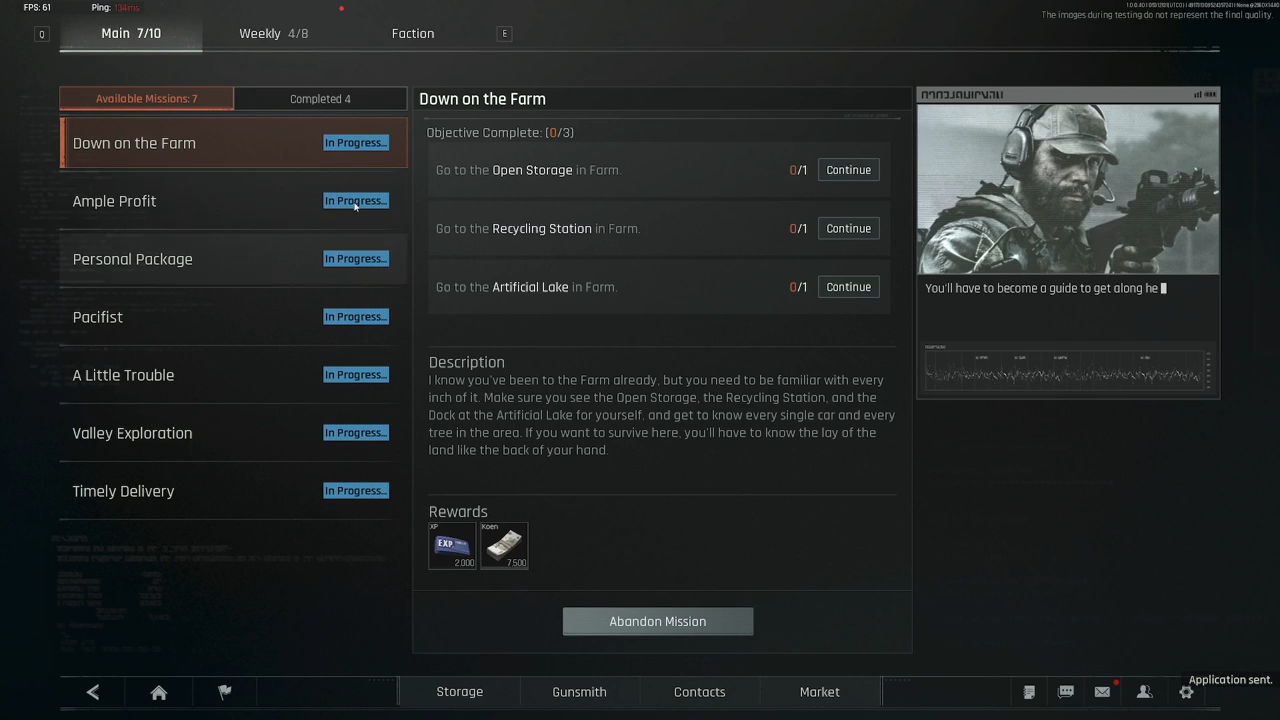 FPS: 61
Ping: 134ms
The images during testing do not represent the final quality.
Q
Main 7/10
Weekly 4/8
Faction
E
Available Missions: 7
Completed 4
Down on the Farm
In Progress...
Ample Profit
In Progress...
Personal Package
In Progress...
Pacifist
In Progress...
A Little Trouble
In Progress...
Valley Exploration
In Progress...
Timely Delivery
In Progress...
Down on the Farm
Objective Complete: (0/3)
Go to the Open Storage in Farm.
0/1
Continue
Go to the Recycling Station in Farm.
0/1
Continue
Go to the Artificial Lake in Farm.
0/1
Continue
Description
I know you've been to the Farm already, but you need to be familiar with every
inch of it. Make sure you see the Open Storage, the Recycling Station, and the
Dock at the Artificial Lake for yourself, and get to know every single car and every
tree in the area. If you want to survive here, you'll have to know the lay of the
land like the back of your hand.
Rewards
XP
EXP
2,000
Koen
7,500
Abandon Mission
You'll have to become a guide to get along he
Storage
Gunsmith
Contacts
Market
Application sent.